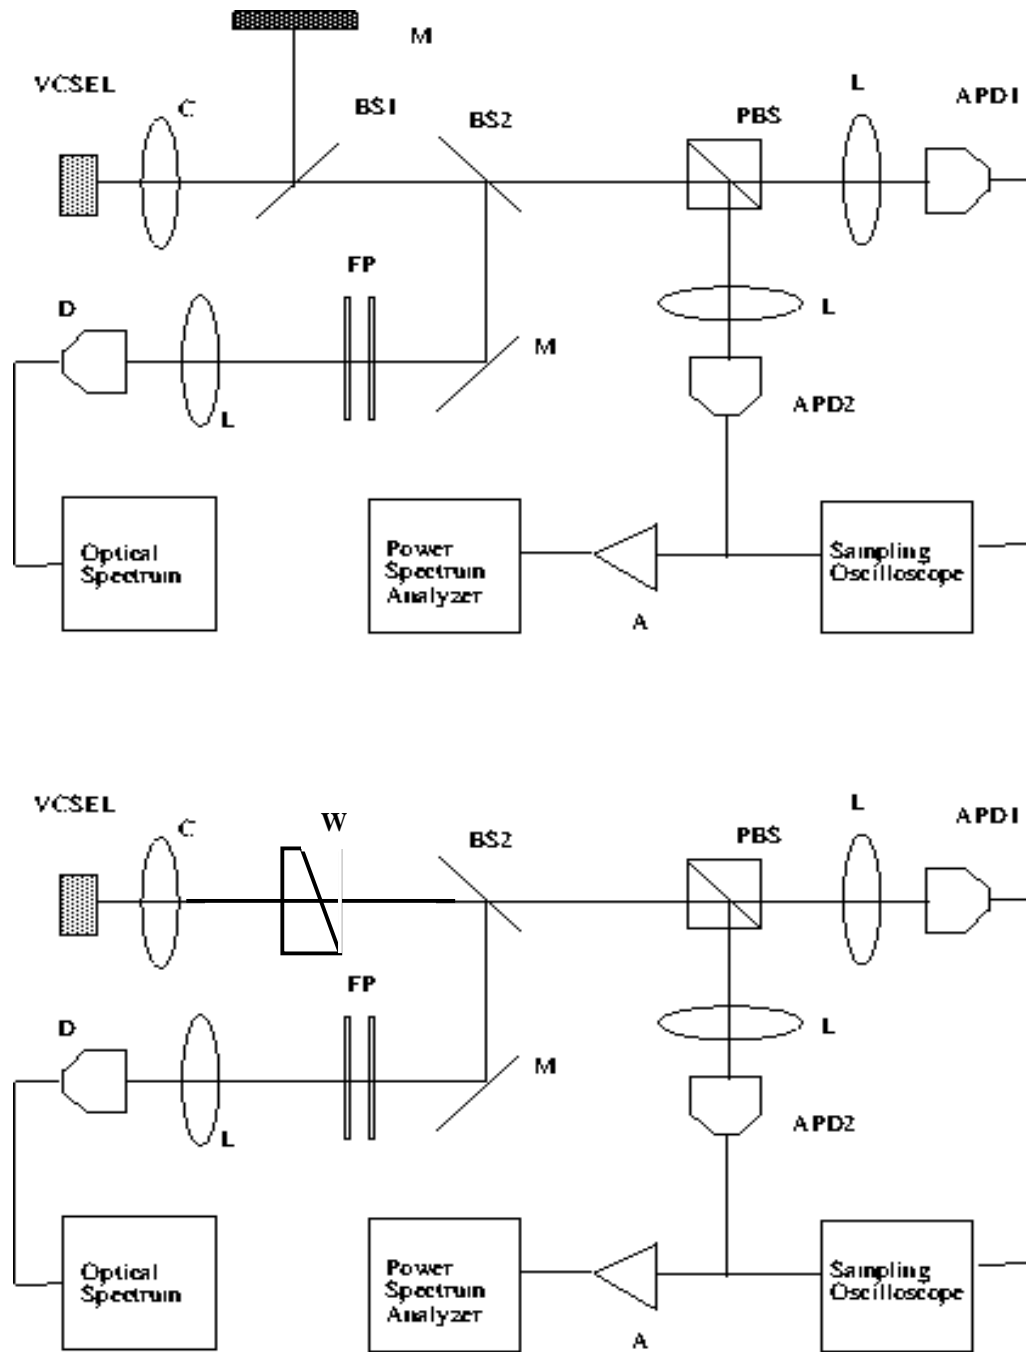 M
VCSEL
C
BS1
BS2
PBS
L
APD1
FP
D
L
M
L
APD2
Optical
Spectrum
Power
Spectrum
Analyzer
A
Sampling
Oscilloscope
VCSEL
C
W
BS2
PBS
L
APD1
FP
D
L
M
L
APD2
Optical
Spectrum
Power
Spectrum
Analyzer
A
Sampling
Oscilloscope